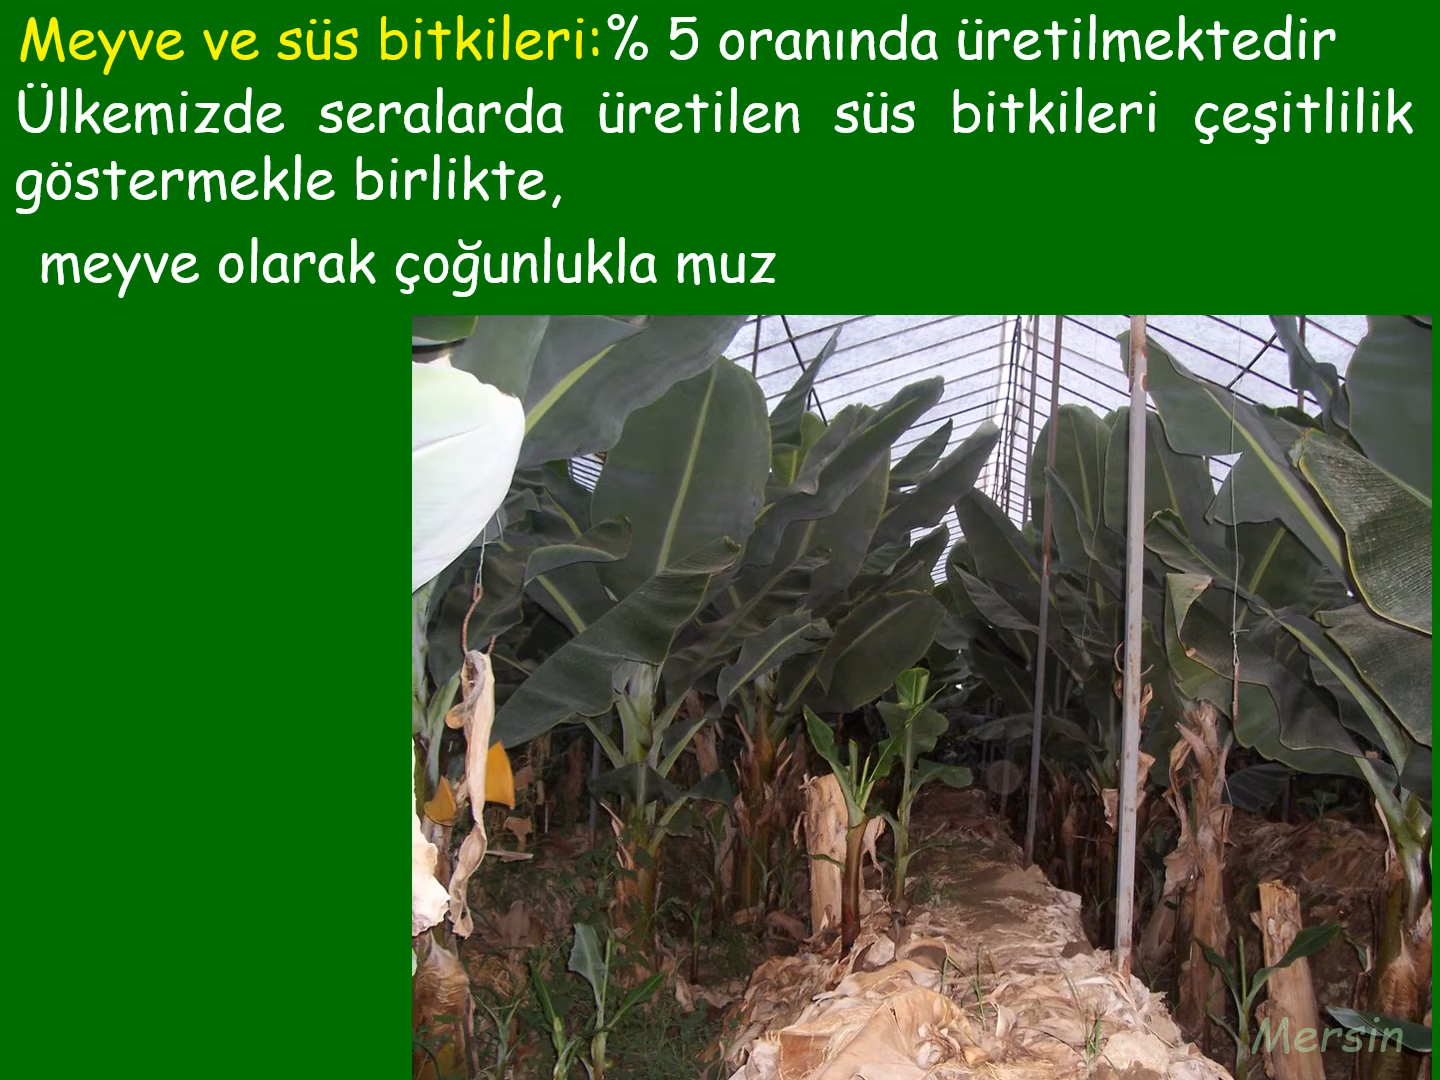 Meyve ve süs bitkileri:% 5 oranında üretilmektedir
Ülkemizde seralarda üretilen süs bitkileri çeşitlilik
göstermekle birlikte,
meyve olarak çoğunlukla muz
Mersin